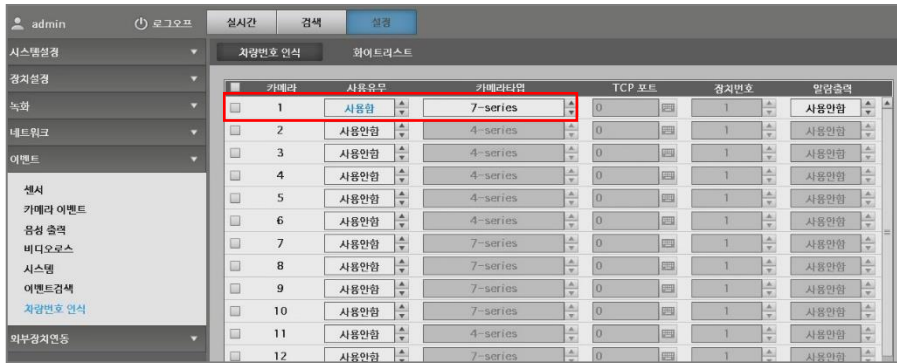 admin 로그오프 실시간 검색 설정
시스템설정 차량번호 인식 화이트리스트
장치설정
카메라 사용유무 카메라타입 TCP 포트 장치번호 알람출력
녹화
네트워크
이벤트
센서
카메라 이벤트
음성 출력
비디오로스
시스템
이벤트검색
차량번호 인식
외부장치연동
1 사용함 7-series 0 1 사용안함
2 사용안함 4-series 0 1 사용안함
3 사용안함 4-series 0 1 사용안함
4 사용안함 4-series 0 1 사용안함
5 사용안함 4-series 0 1 사용안함
6 사용안함 4-series 0 1 사용안함
7 사용안함 7-series 0 1 사용안함
8 사용안함 7-series 0 1 사용안함
9 사용안함 7-series 0 1 사용안함
10 사용안함 7-series 0 1 사용안함
11 사용안함 4-series 0 1 사용안함
12 사용안함 7-series 0 1 사용안함